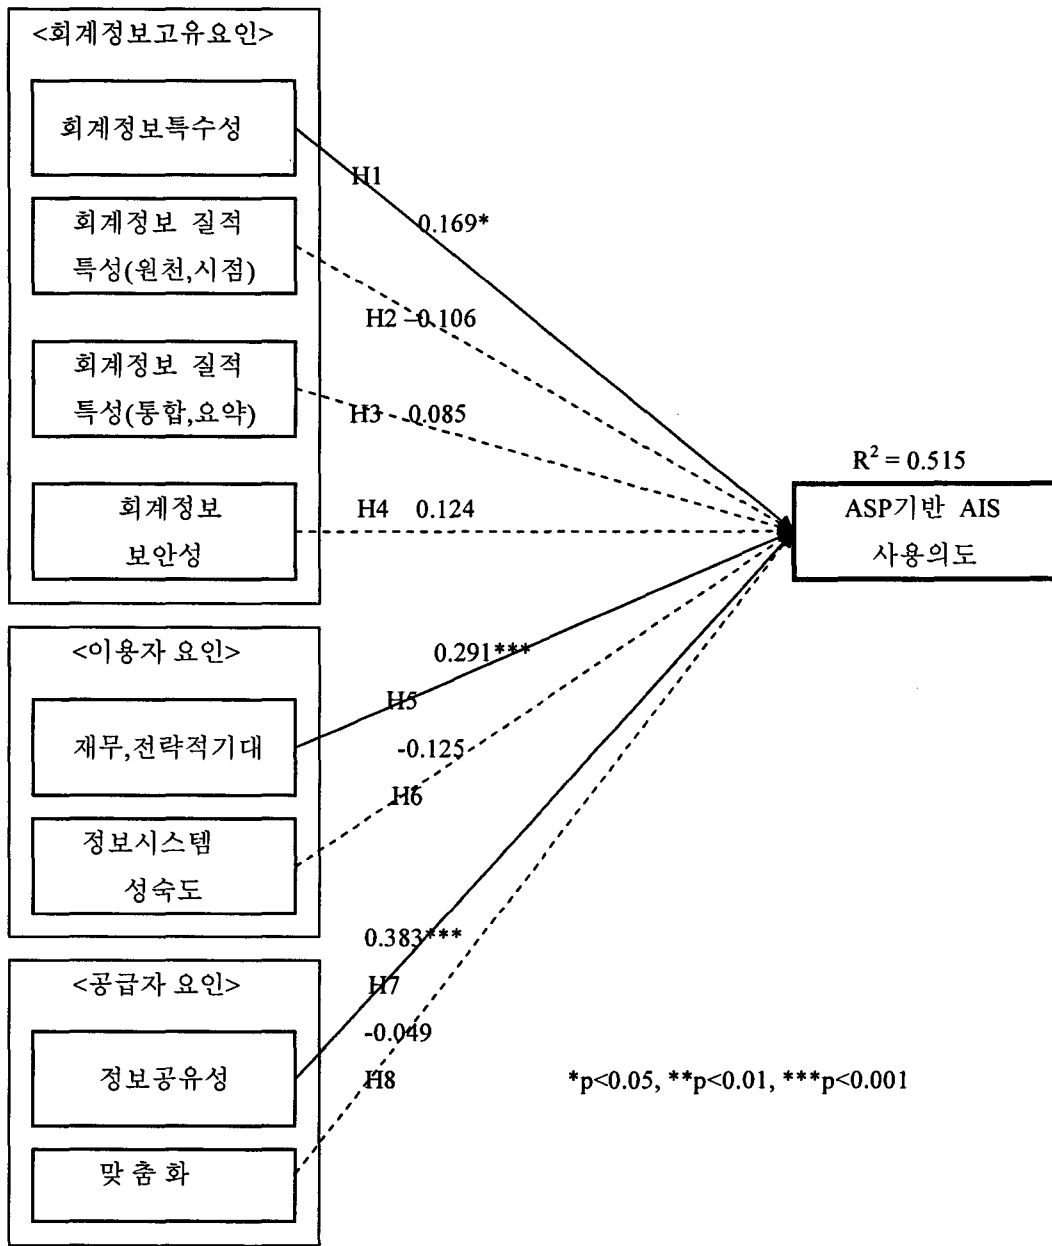 <회계정보고유요인>
회계정보특수성
H1
0.169*
회계정보 질적
특성(원천,시점)
H2 -0.106
회계정보 질적
특성(통합,요약)
H3 0.085
회계정보
보안성
H4 0.124
R² = 0.515
ASP기반 AIS
사용의도
<이용자 요인>
0.291***
H5
재무,전략적기대
-0.125
H6
정보시스템
성숙도
0.383***
<공급자 요인>
H7
-0.049
정보공유성
H8
*p<0.05, **p<0.01, ***p<0.001
맞춤화